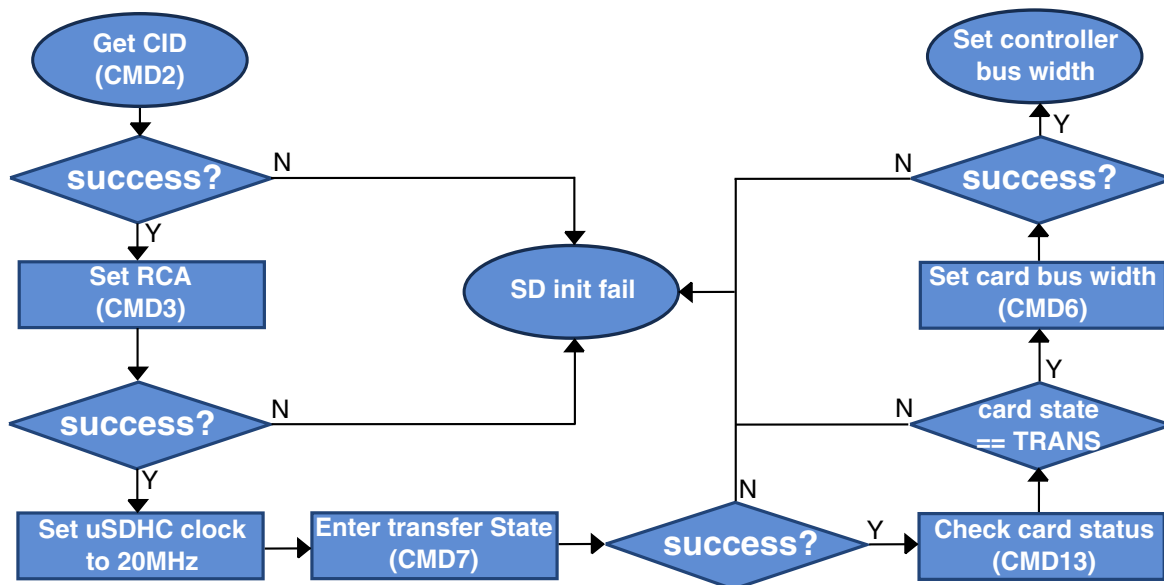 Get CID
(CMD2)
success?
N
Y
Set RCA
(CMD3)
success?
N
Y
Set uSDHC clock
to 20MHz
Enter transfer State
(CMD7)
success?
N
Y
Check card status
(CMD13)
card state
== TRANS
N
Y
Set card bus width
(CMD6)
success?
N
Y
Set controller
bus width
SD init fail